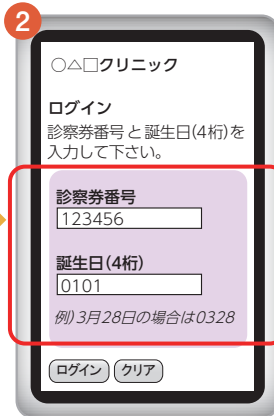 2
○△□クリニック
ログイン
診察券番号と誕生日(4桁)を
入力して下さい。
診察券番号
123456
誕生日(4桁)
0101
例)3月28日の場合は0328
ログイン クリア